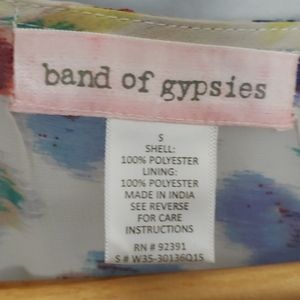 band of gypsies
S
SHELL:
100% POLYESTER
LINING:
100% POLYESTER
MADE IN INDIA
SEE REVERSE
FOR CARE
INSTRUCTIONS
RN # 92391
S # W35-30136Q15